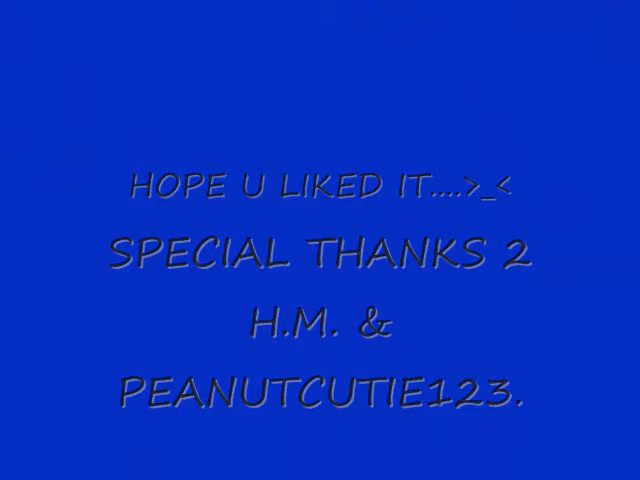 HOPE U LIKED IT....>_<
SPECIAL THANKS 2
H.M. &
PEANUTCUTIE123.